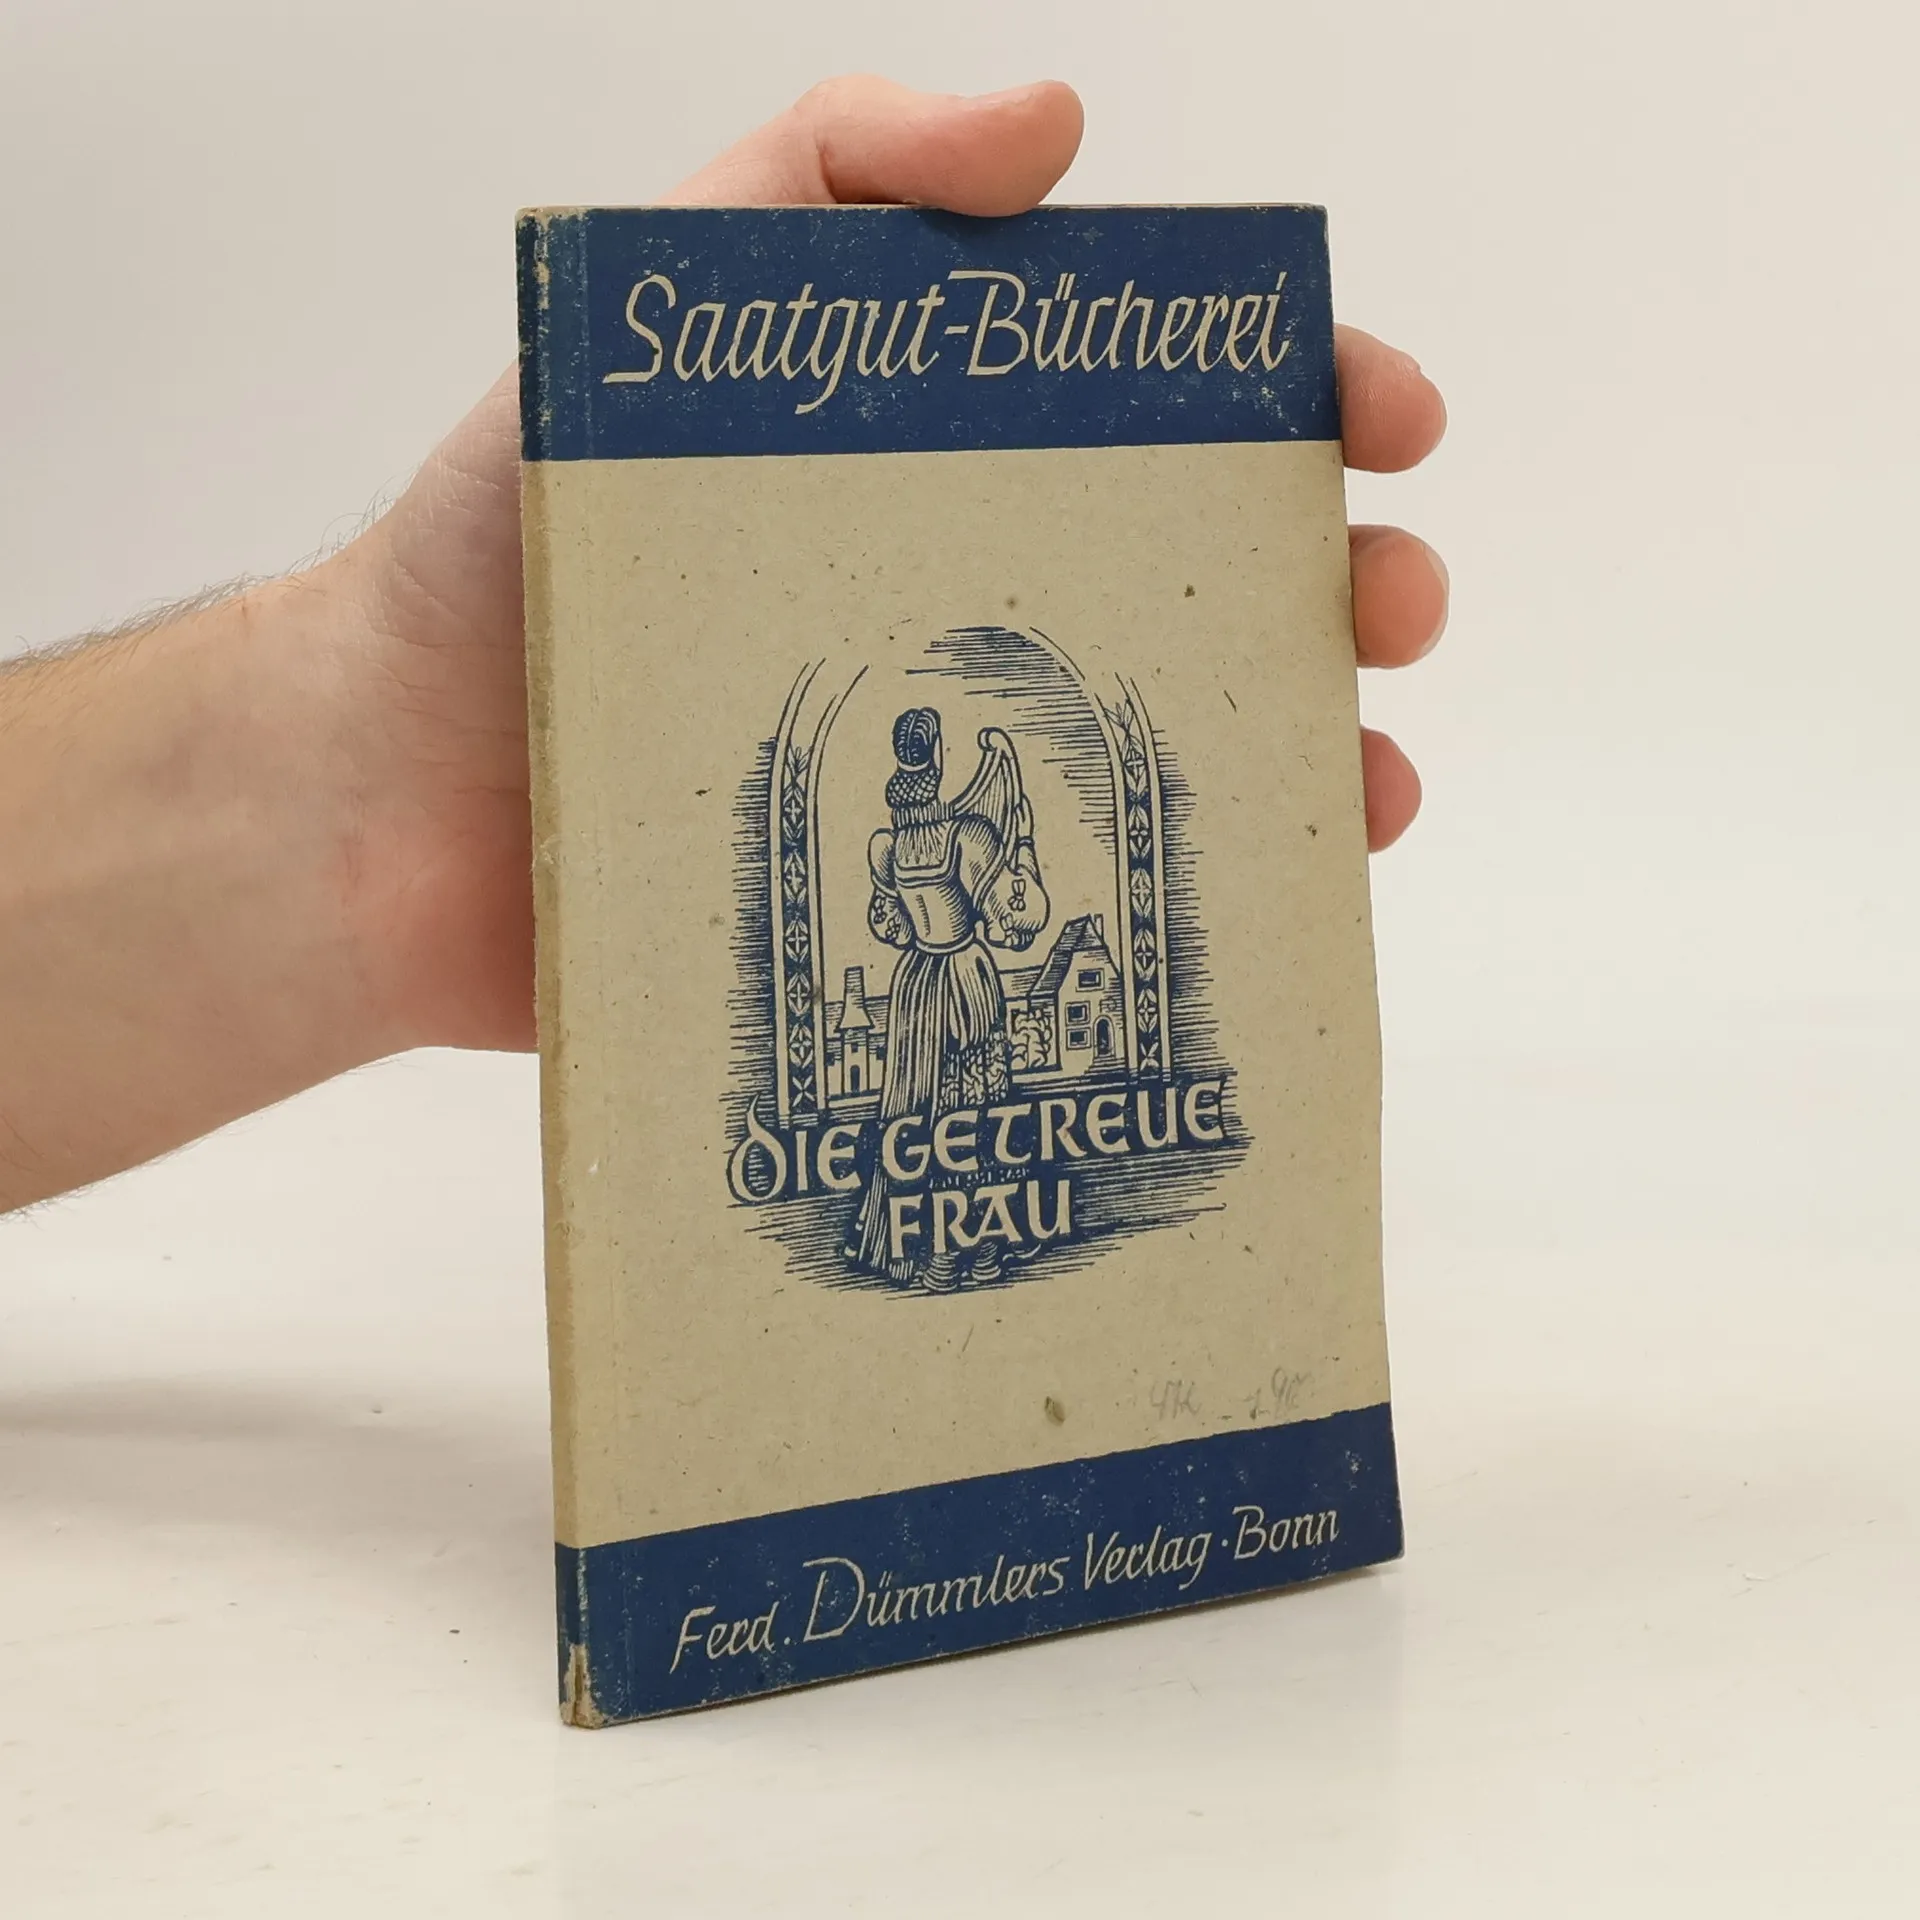 Saatgut-Bücherei
DIE GETREUE
FRAU
Ferd. Dümmlers Verlag · Bonn